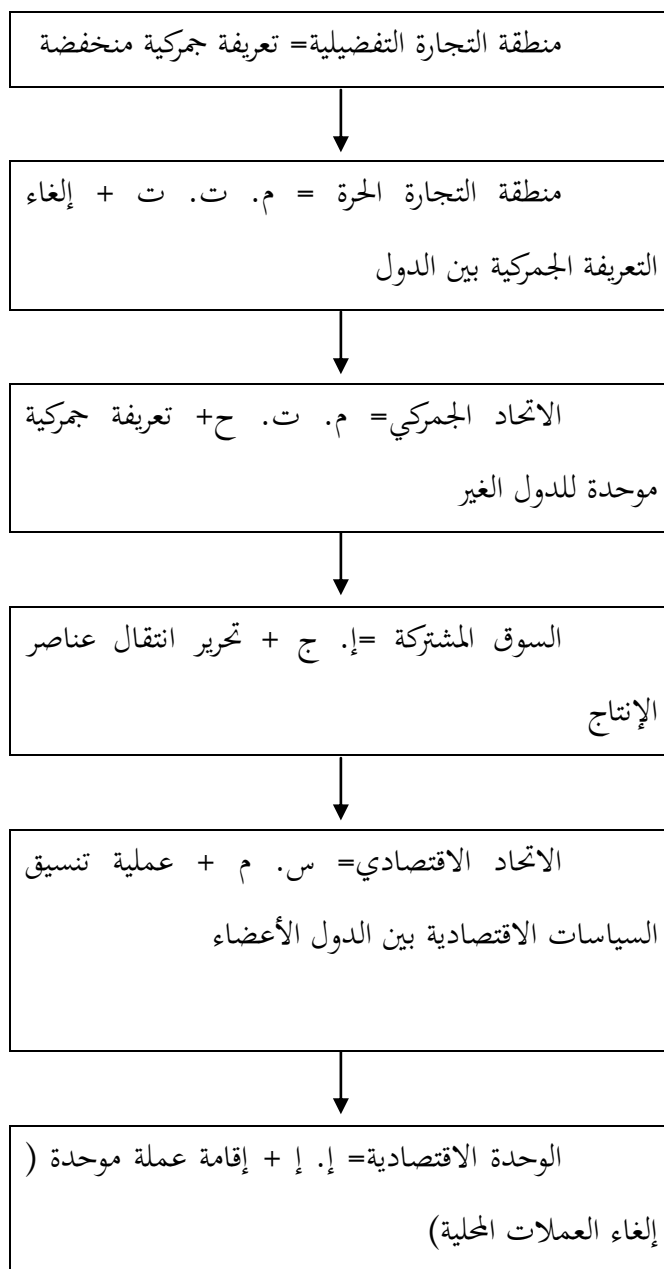 منطقة التجارة التفضيلية= تعريفة جمركية منخفضة
منطقة التجارة الحرة = م. ت. ت + إلغاء
التعريفة الجمركية بين الدول
الاتحاد الجمركي= م. ت. ح+ تعريفة جمركية
موحدة للدول الغير
السوق المشتركة =إ. ج + تحرير انتقال عناصر
الإنتاج
الاتحاد الاقتصادي= س. م + عملية تنسيق
السياسات الاقتصادية بين الدول الأعضاء
الوحدة الاقتصادية= إ. إ + إقامة عملة موحدة (
إلغاء العملات المحلية)